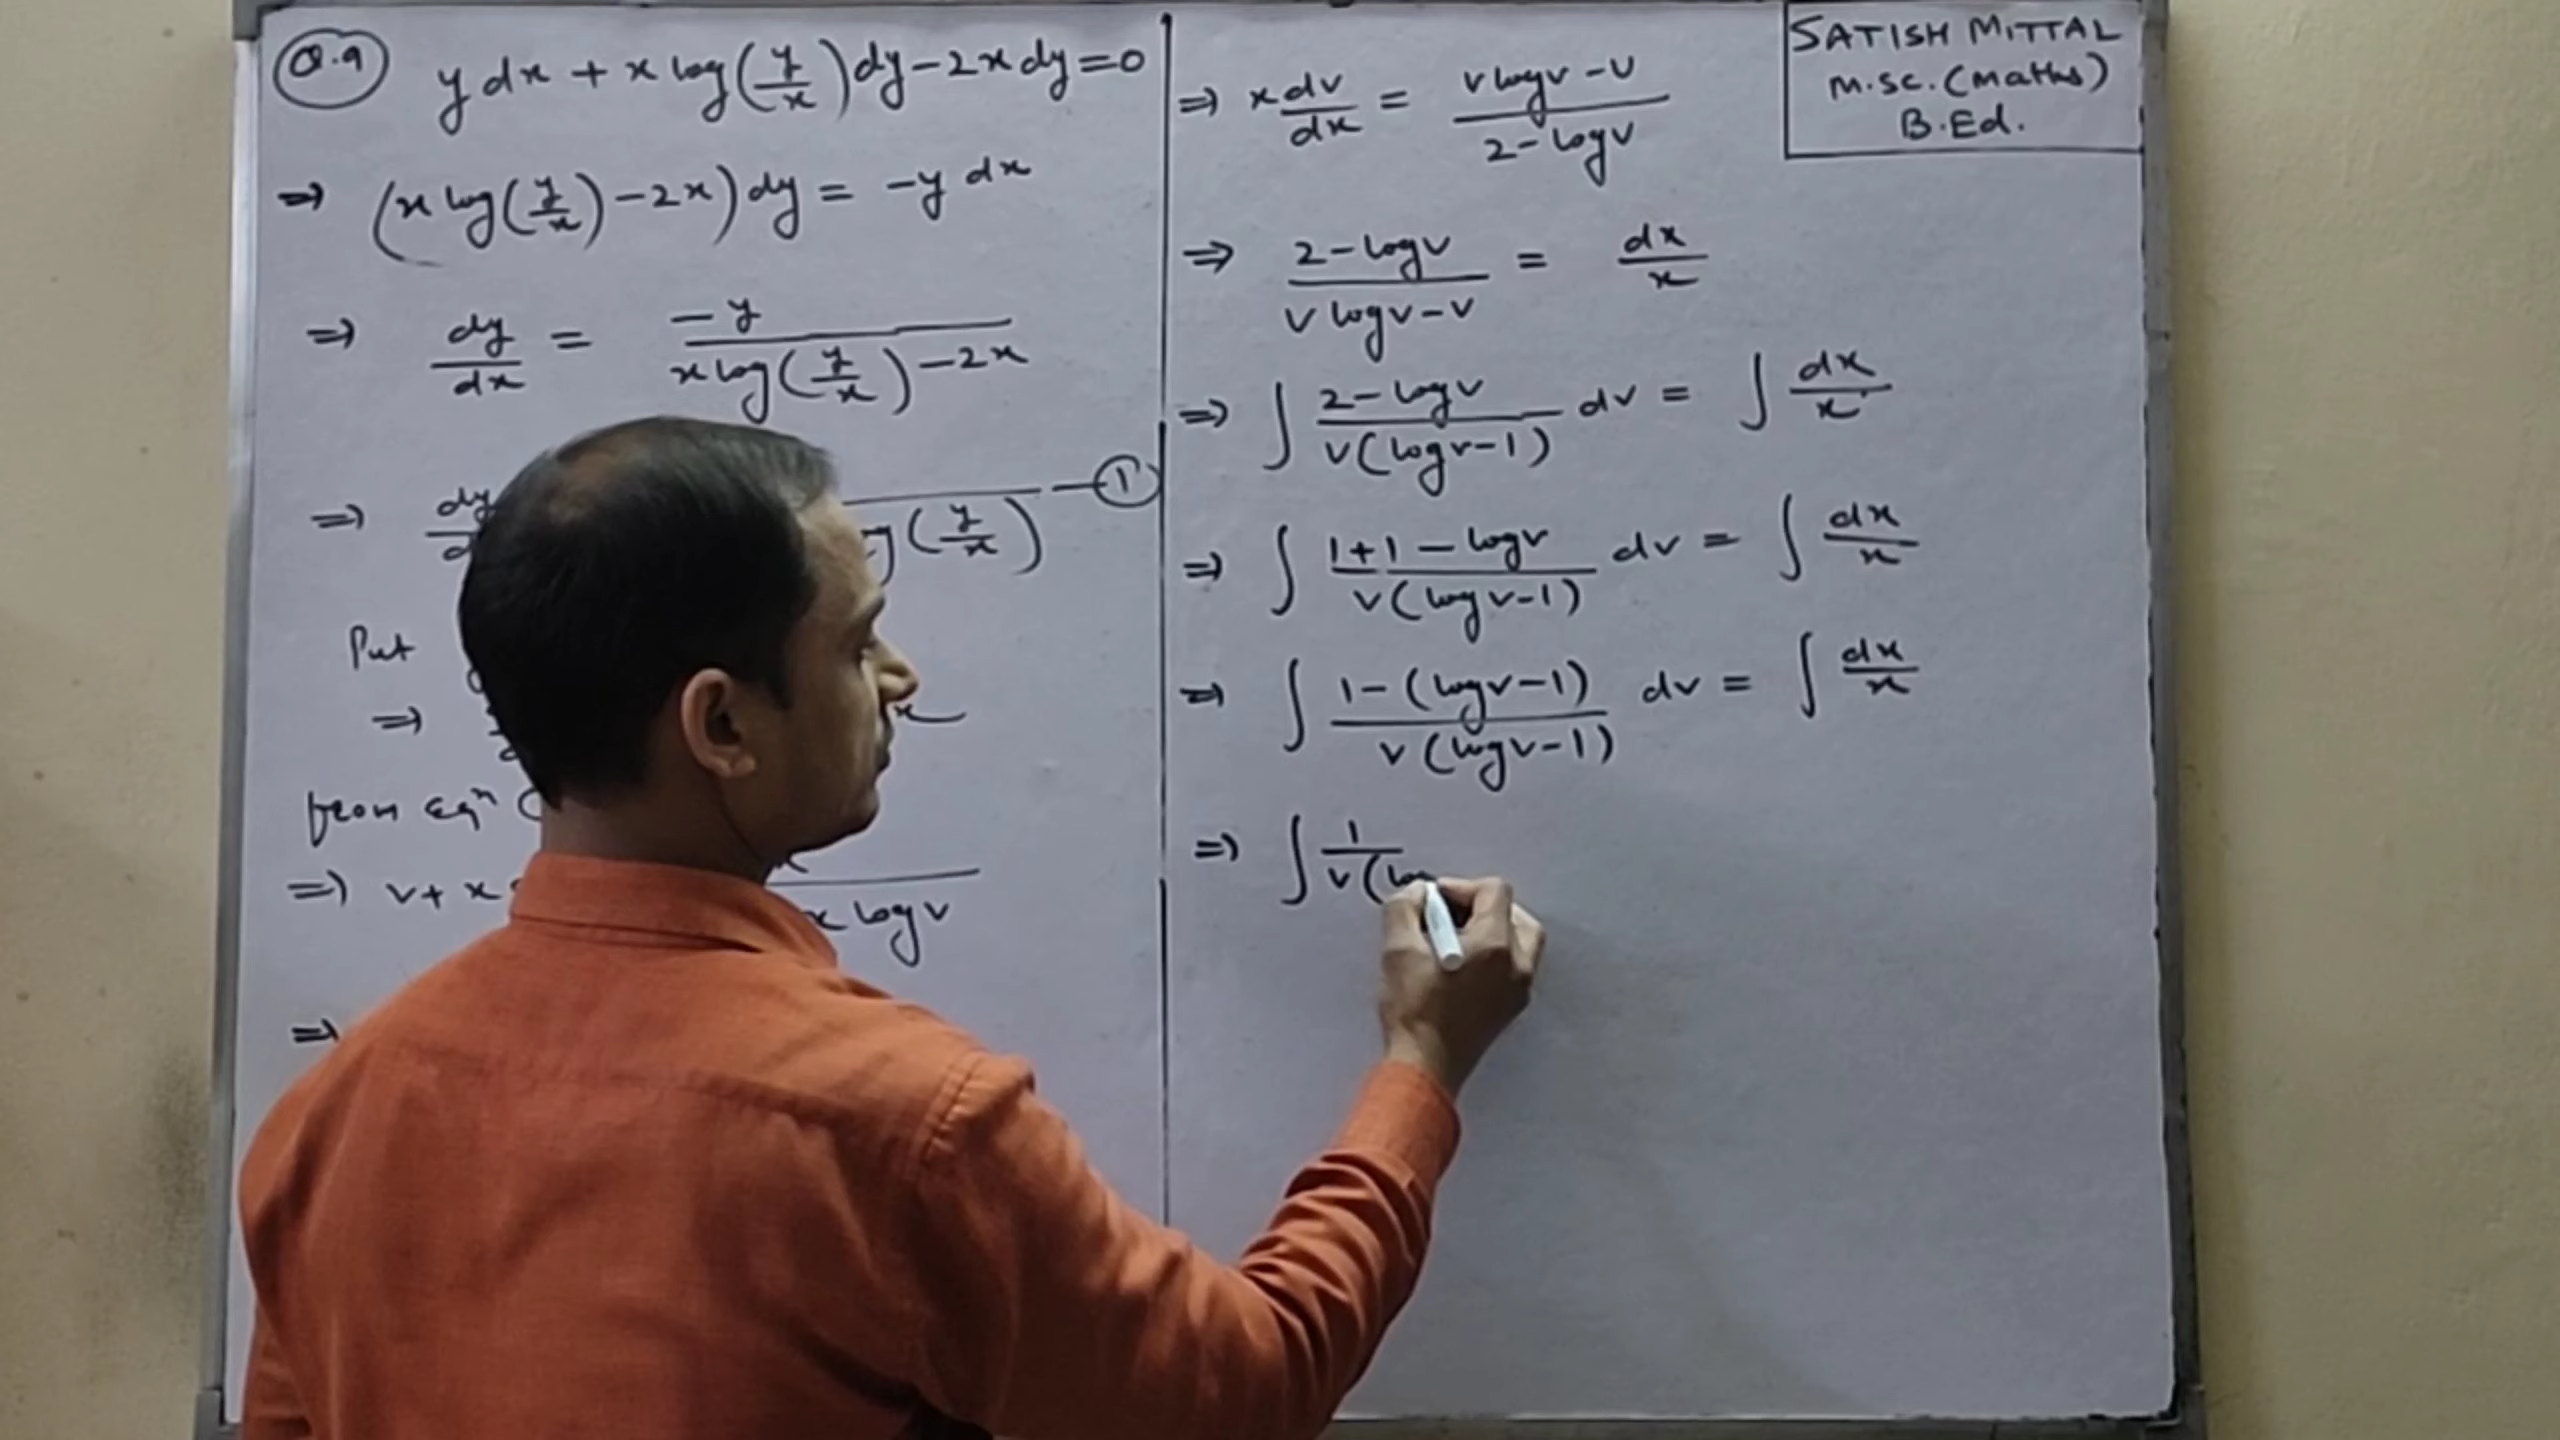 Q.9 y dx + x log(y/x) dy - 2x dy = 0
⇒ (x log(y/x) - 2x) dy = -y dx
⇒ dy/dx = -y / (x log(y/x) - 2x)
⇒ (y/x) — ①
Put
⇒
from eqⁿ
⇒ v + x x log v
⇒
⇒ x dv/dx = (v log v - v) / (2 - log v)
⇒ (2 - log v) / (v log v - v) = dx/x
⇒ ∫ (2 - log v) / (v(log v - 1)) dv = ∫ dx/x
⇒ ∫ (1 + 1 - log v) / (v(log v - 1)) dv = ∫ dx/x
⇒ ∫ (1 - (log v - 1)) / (v(log v - 1)) dv = ∫ dx/x
⇒ ∫ 1 / v(lo
SATISH MITTAL
M.SC. (Maths)
B.Ed.